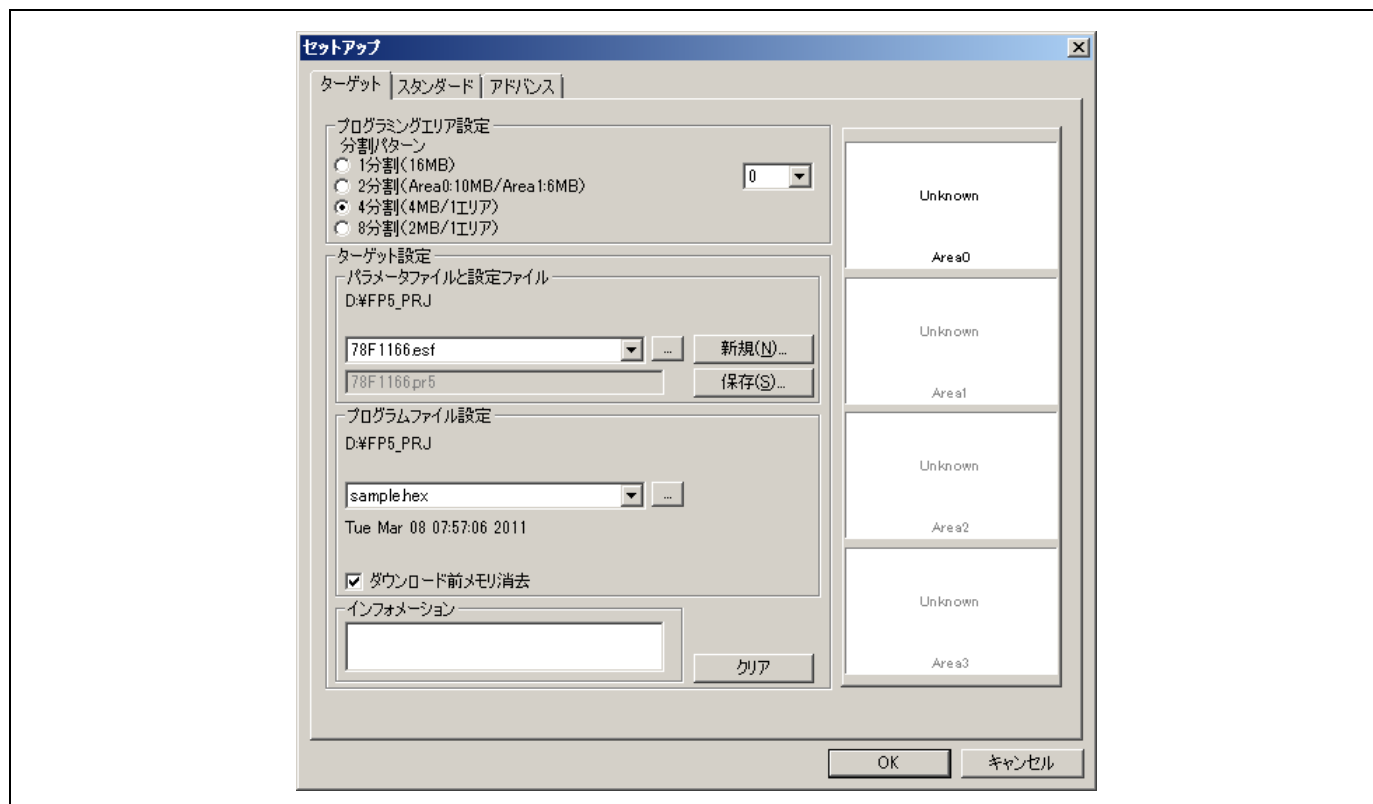 セットアップ
ターゲット スタンダード アドバンス
プログラミングエリア設定
分割パターン
1分割(16MB)
2分割(Area0:10MB/Area1:6MB)
4分割(4MB/1エリア)
8分割(2MB/1エリア)
0
ターゲット設定
パラメータファイルと設定ファイル
D:¥FP5_PRJ
78F1166.esf
... 新規(N)...
78F1166.pr5
保存(S)...
プログラムファイル設定
D:¥FP5_PRJ
sample.hex
...
Tue Mar 08 07:57:06 2011
ダウンロード前メモリ消去
インフォメーション
クリア
Unknown
Area0
Unknown
Area1
Unknown
Area2
Unknown
Area3
OK キャンセル